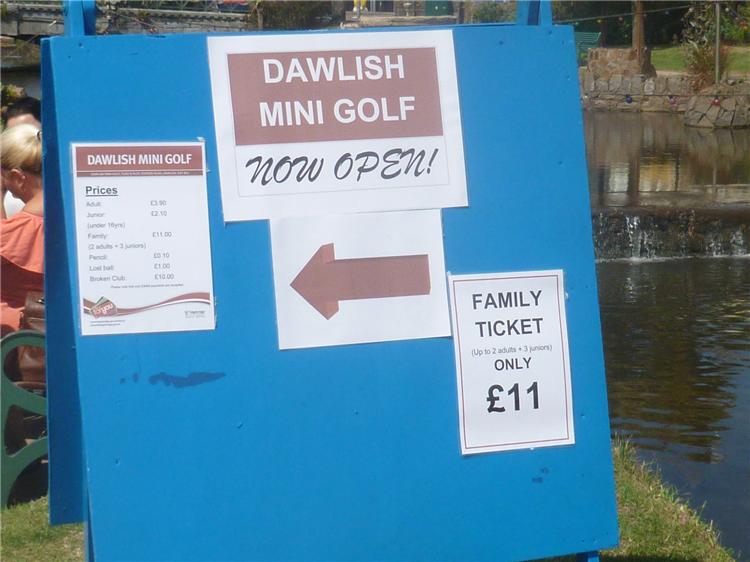 DAWLISH
MINI GOLF
NOW OPEN!
DAWLISH MINI GOLF
Prices
Adult: £3.90
Junior: £2.10
(under 16yrs)
Family: £11.00
(2 adults + 3 juniors)
Pencil: £0.10
Lost ball: £1.00
Broken Club: £10.00
FAMILY
TICKET
(Up to 2 adults + 3 juniors)
ONLY
£11